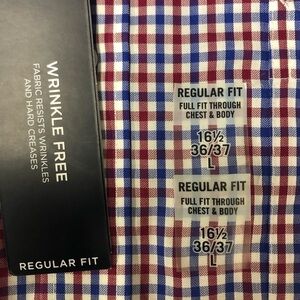 WRINKLE FREE
FABRIC RESISTS WRINKLES
AND HARD CREASES
REGULAR FIT
REGULAR FIT
FULL FIT THROUGH
CHEST & BODY
16½
36/37
L
REGULAR FIT
FULL FIT THROUGH
CHEST & BODY
16½
36/37
L